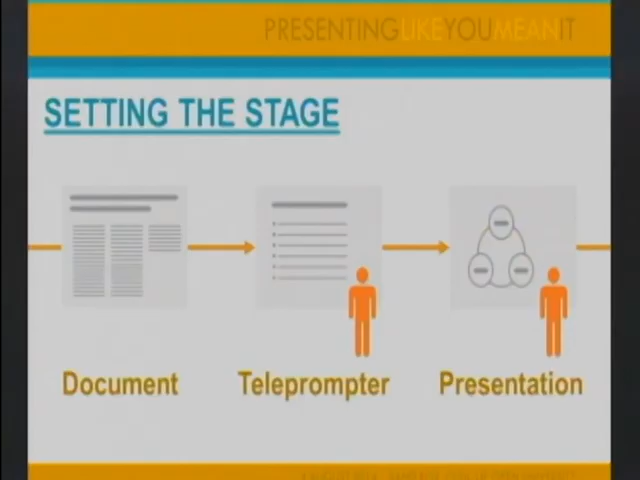 PRESENTINGLIKEYOUMEANIT
SETTING THE STAGE
Document
Teleprompter
Presentation